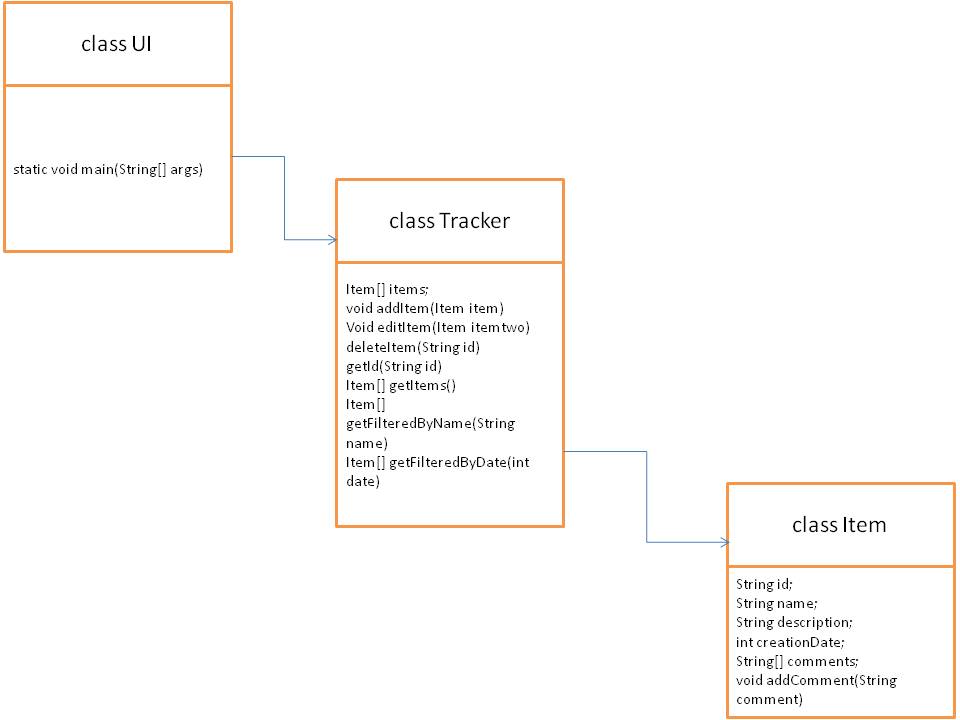 class UI
static void main(String[] args)
class Tracker
Item[] items;
void addItem(Item item)
Void editItem(Item itemtwo)
deleteItem(String id)
getId(String id)
Item[] getItems()
Item[]
getFilteredByName(String
name)
Item[] getFilteredByDate(int
date)
class Item
String id;
String name;
String description;
int creationDate;
String[] comments;
void addComment(String
comment)